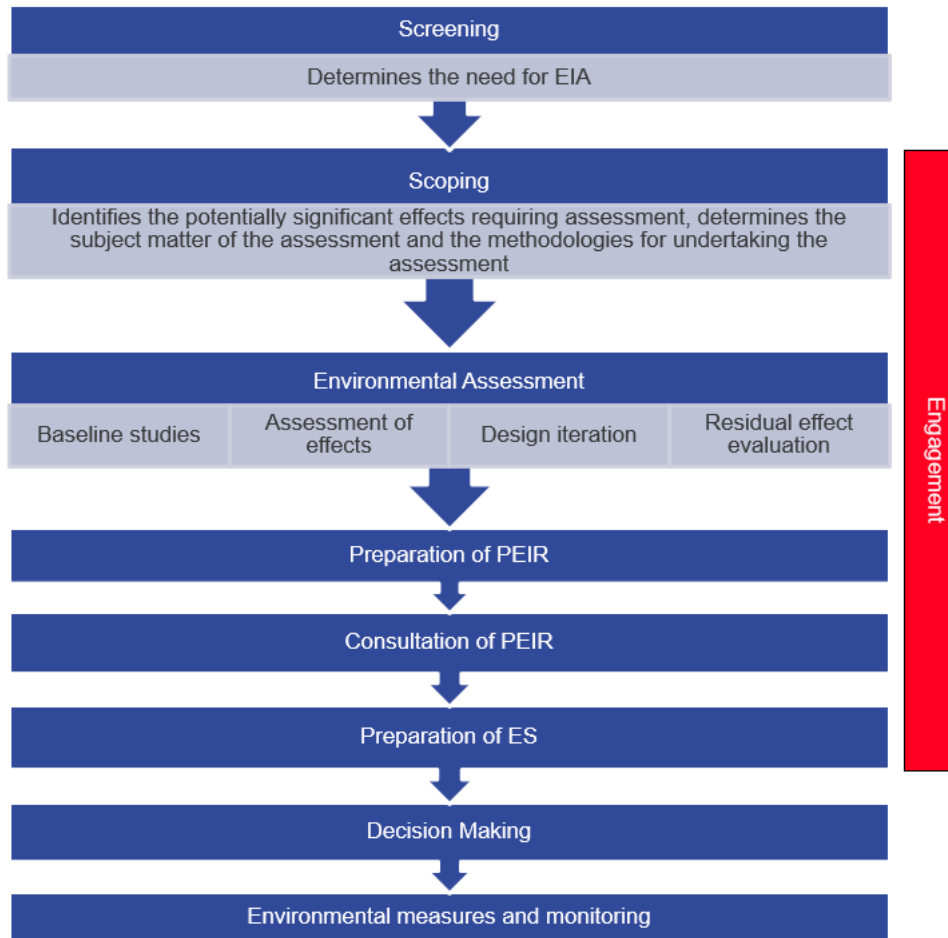 Screening
Determines the need for EIA
Scoping
Identifies the potentially significant effects requiring assessment, determines the
subject matter of the assessment and the methodologies for undertaking the
assessment
Environmental Assessment
Baseline studies
Assessment of
effects
Design iteration
Residual effect
evaluation
Preparation of PEIR
Consultation of PEIR
Preparation of ES
Decision Making
Environmental measures and monitoring
Engagement